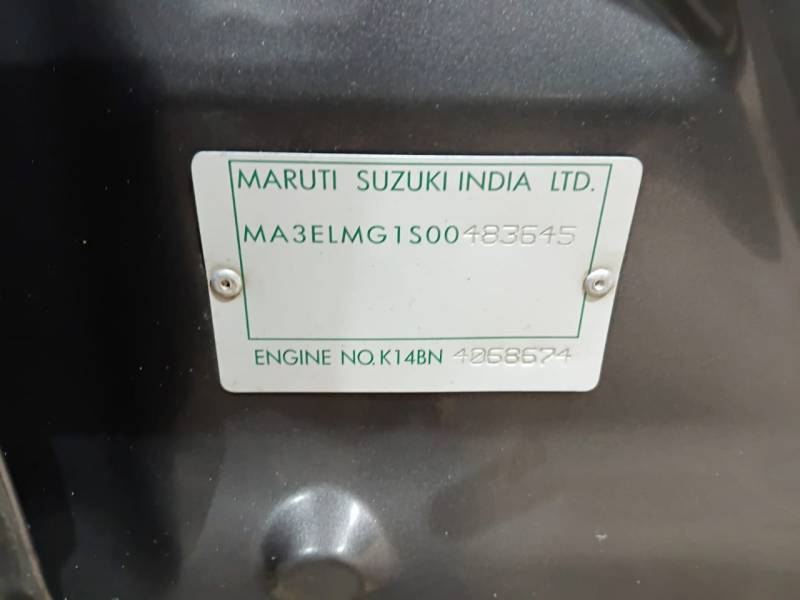 MARUTI SUZUKI INDIA LTD.
MA3ELMG1S00483645
ENGINE NO. K14BN 4068674